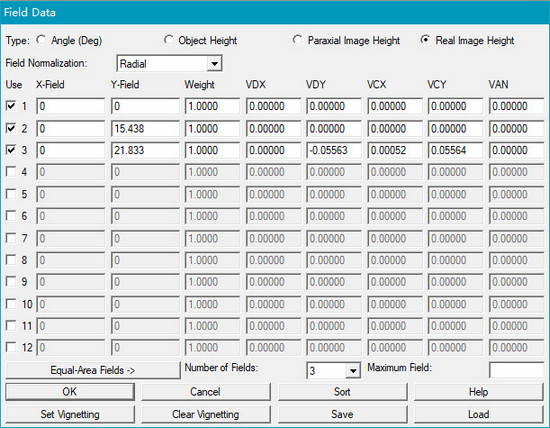 Field Data
Type: Angle (Deg) Object Height Paraxial Image Height Real Image Height
Field Normalization: Radial
Use X-Field Y-Field Weight VDX VDY VCX VCY VAN
1 0 0 1.0000 0.00000 0.00000 0.00000 0.00000 0.00000
2 0 15.438 1.0000 0.00000 0.00000 0.00000 0.00000 0.00000
3 0 21.833 1.0000 0.00000 -0.05563 0.00052 0.05564 0.00000
4 0 0 1.0000 0.00000 0.00000 0.00000 0.00000 0.00000
5 0 0 1.0000 0.00000 0.00000 0.00000 0.00000 0.00000
6 0 0 1.0000 0.00000 0.00000 0.00000 0.00000 0.00000
7 0 0 1.0000 0.00000 0.00000 0.00000 0.00000 0.00000
8 0 0 1.0000 0.00000 0.00000 0.00000 0.00000 0.00000
9 0 0 1.0000 0.00000 0.00000 0.00000 0.00000 0.00000
10 0 0 1.0000 0.00000 0.00000 0.00000 0.00000 0.00000
11 0 0 1.0000 0.00000 0.00000 0.00000 0.00000 0.00000
12 0 0 1.0000 0.00000 0.00000 0.00000 0.00000 0.00000
Equal-Area Fields -> Number of Fields: 3 Maximum Field:
OK Cancel Sort Help
Set Vignetting Clear Vignetting Save Load